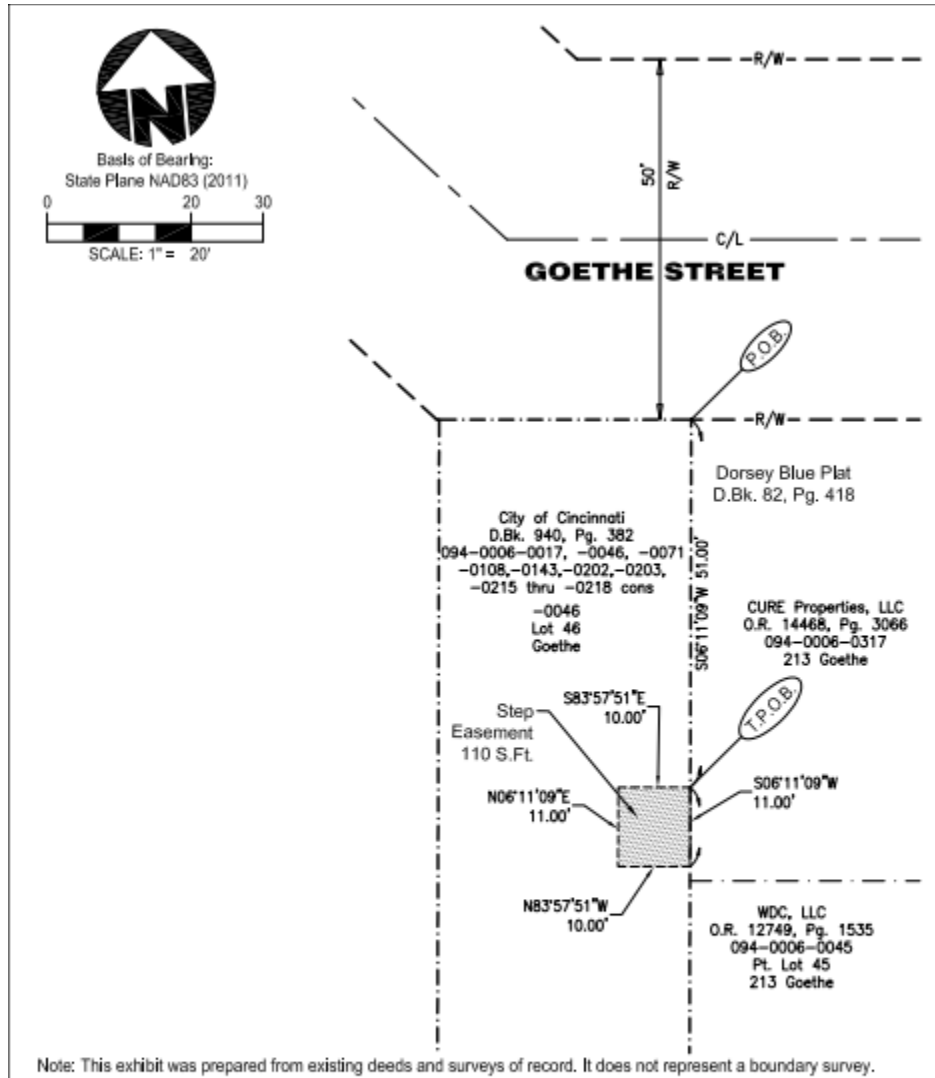 N
Basis of Bearing:
State Plane NAD83 (2011)
0 20 30
SCALE: 1" = 20'
R/W
50'
R/W
C/L
GOETHE STREET
P.O.B.
R/W
Dorsey Blue Plat
D.Bk. 82, Pg. 418
City of Cincinnati
D.Bk. 940, Pg. 382
094-0006-0017, -0046, -0071
-0108,-0143,-0202,-0203,
-0215 thru -0218 cons
-0046
Lot 46
Goethe
S06°11'09"W 51.00'
CURE Properties, LLC
O.R. 14468, Pg. 3066
094-0006-0317
213 Goethe
T.P.O.B.
S83°57'51"E
10.00'
Step
Easement
110 S.Ft.
N06°11'09"E
11.00'
S06°11'09"W
11.00'
N83°57'51"W
10.00'
WDC, LLC
O.R. 12749, Pg. 1535
094-0006-0045
Pt. Lot 45
213 Goethe
Note: This exhibit was prepared from existing deeds and surveys of record. It does not represent a boundary survey.